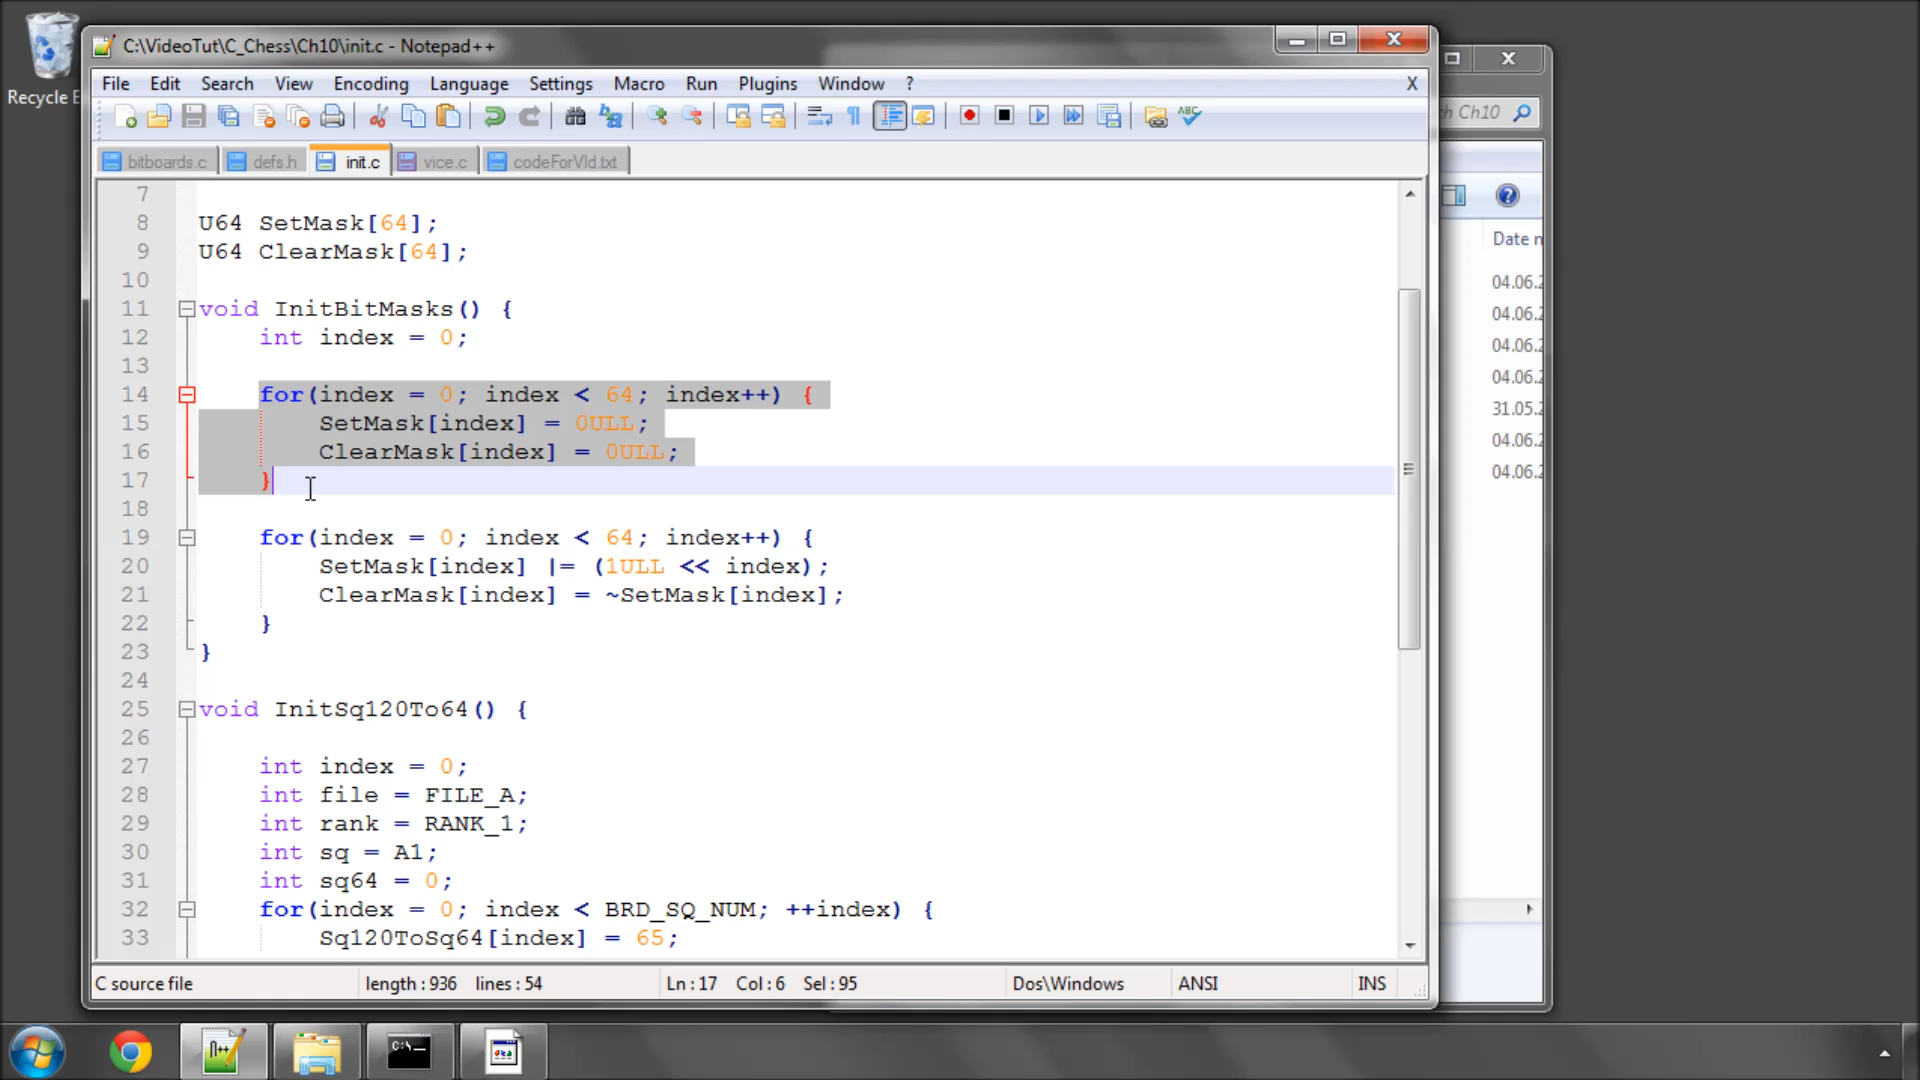 Recycle
C:\VideoTut\C_Chess\Ch10\init.c - Notepad++
File Edit Search View Encoding Language Settings Macro Run Plugins Window ? X
bitboards.c defs.h init.c vice.c codeForVid.txt
7
8 U64 SetMask[64];
9 U64 ClearMask[64];
10
11 void InitBitMasks() {
12 int index = 0;
13
14 for(index = 0; index < 64; index++) {
15 SetMask[index] = 0ULL;
16 ClearMask[index] = 0ULL;
17 }
18
19 for(index = 0; index < 64; index++) {
20 SetMask[index] |= (1ULL << index);
21 ClearMask[index] = ~SetMask[index];
22 }
23 }
24
25 void InitSq120To64() {
26
27 int index = 0;
28 int file = FILE_A;
29 int rank = RANK_1;
30 int sq = A1;
31 int sq64 = 0;
32 for(index = 0; index < BRD_SQ_NUM; ++index) {
33 Sq120ToSq64[index] = 65;
C source file length : 936 lines : 54 Ln : 17 Col : 6 Sel : 95 Dos\Windows ANSI INS
Ch10
Date
04.06.
04.06.
04.06.
04.06.
31.05.
04.06.
04.06.